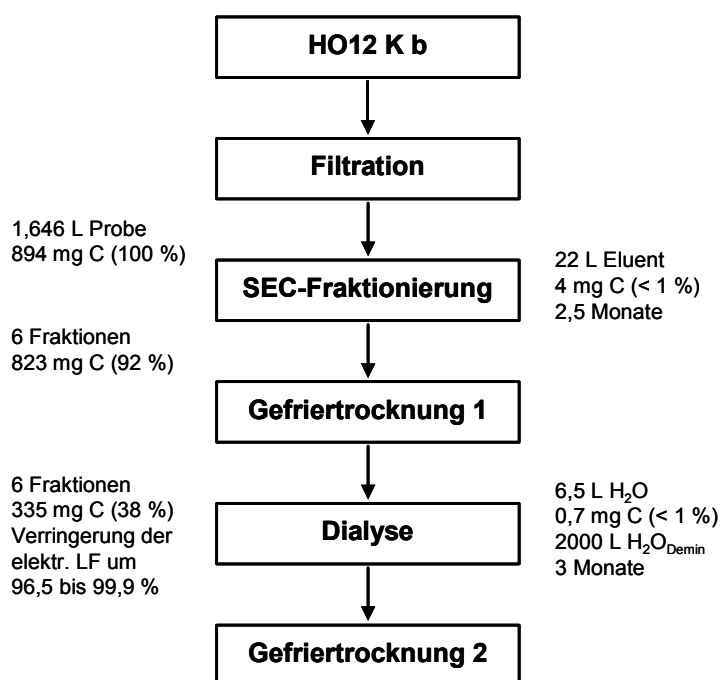 HO12 K b
Filtration
1,646 L Probe
894 mg C (100 %)
SEC-Fraktionierung
22 L Eluent
4 mg C (< 1 %)
2,5 Monate
6 Fraktionen
823 mg C (92 %)
Gefriertrocknung 1
6 Fraktionen
335 mg C (38 %)
Verringerung der
elektr. LF um
96,5 bis 99,9 %
Dialyse
6,5 L H₂O
0,7 mg C (< 1 %)
2000 L H₂O_Demin
3 Monate
Gefriertrocknung 2